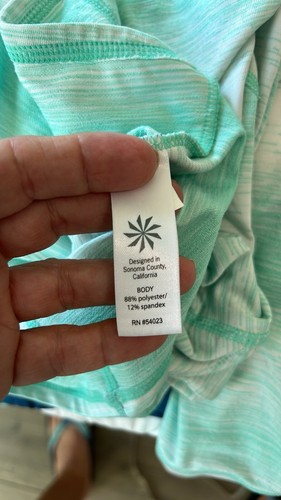 Designed in
Sonoma County,
California
BODY
88% polyester/
12% spandex
RN #54023